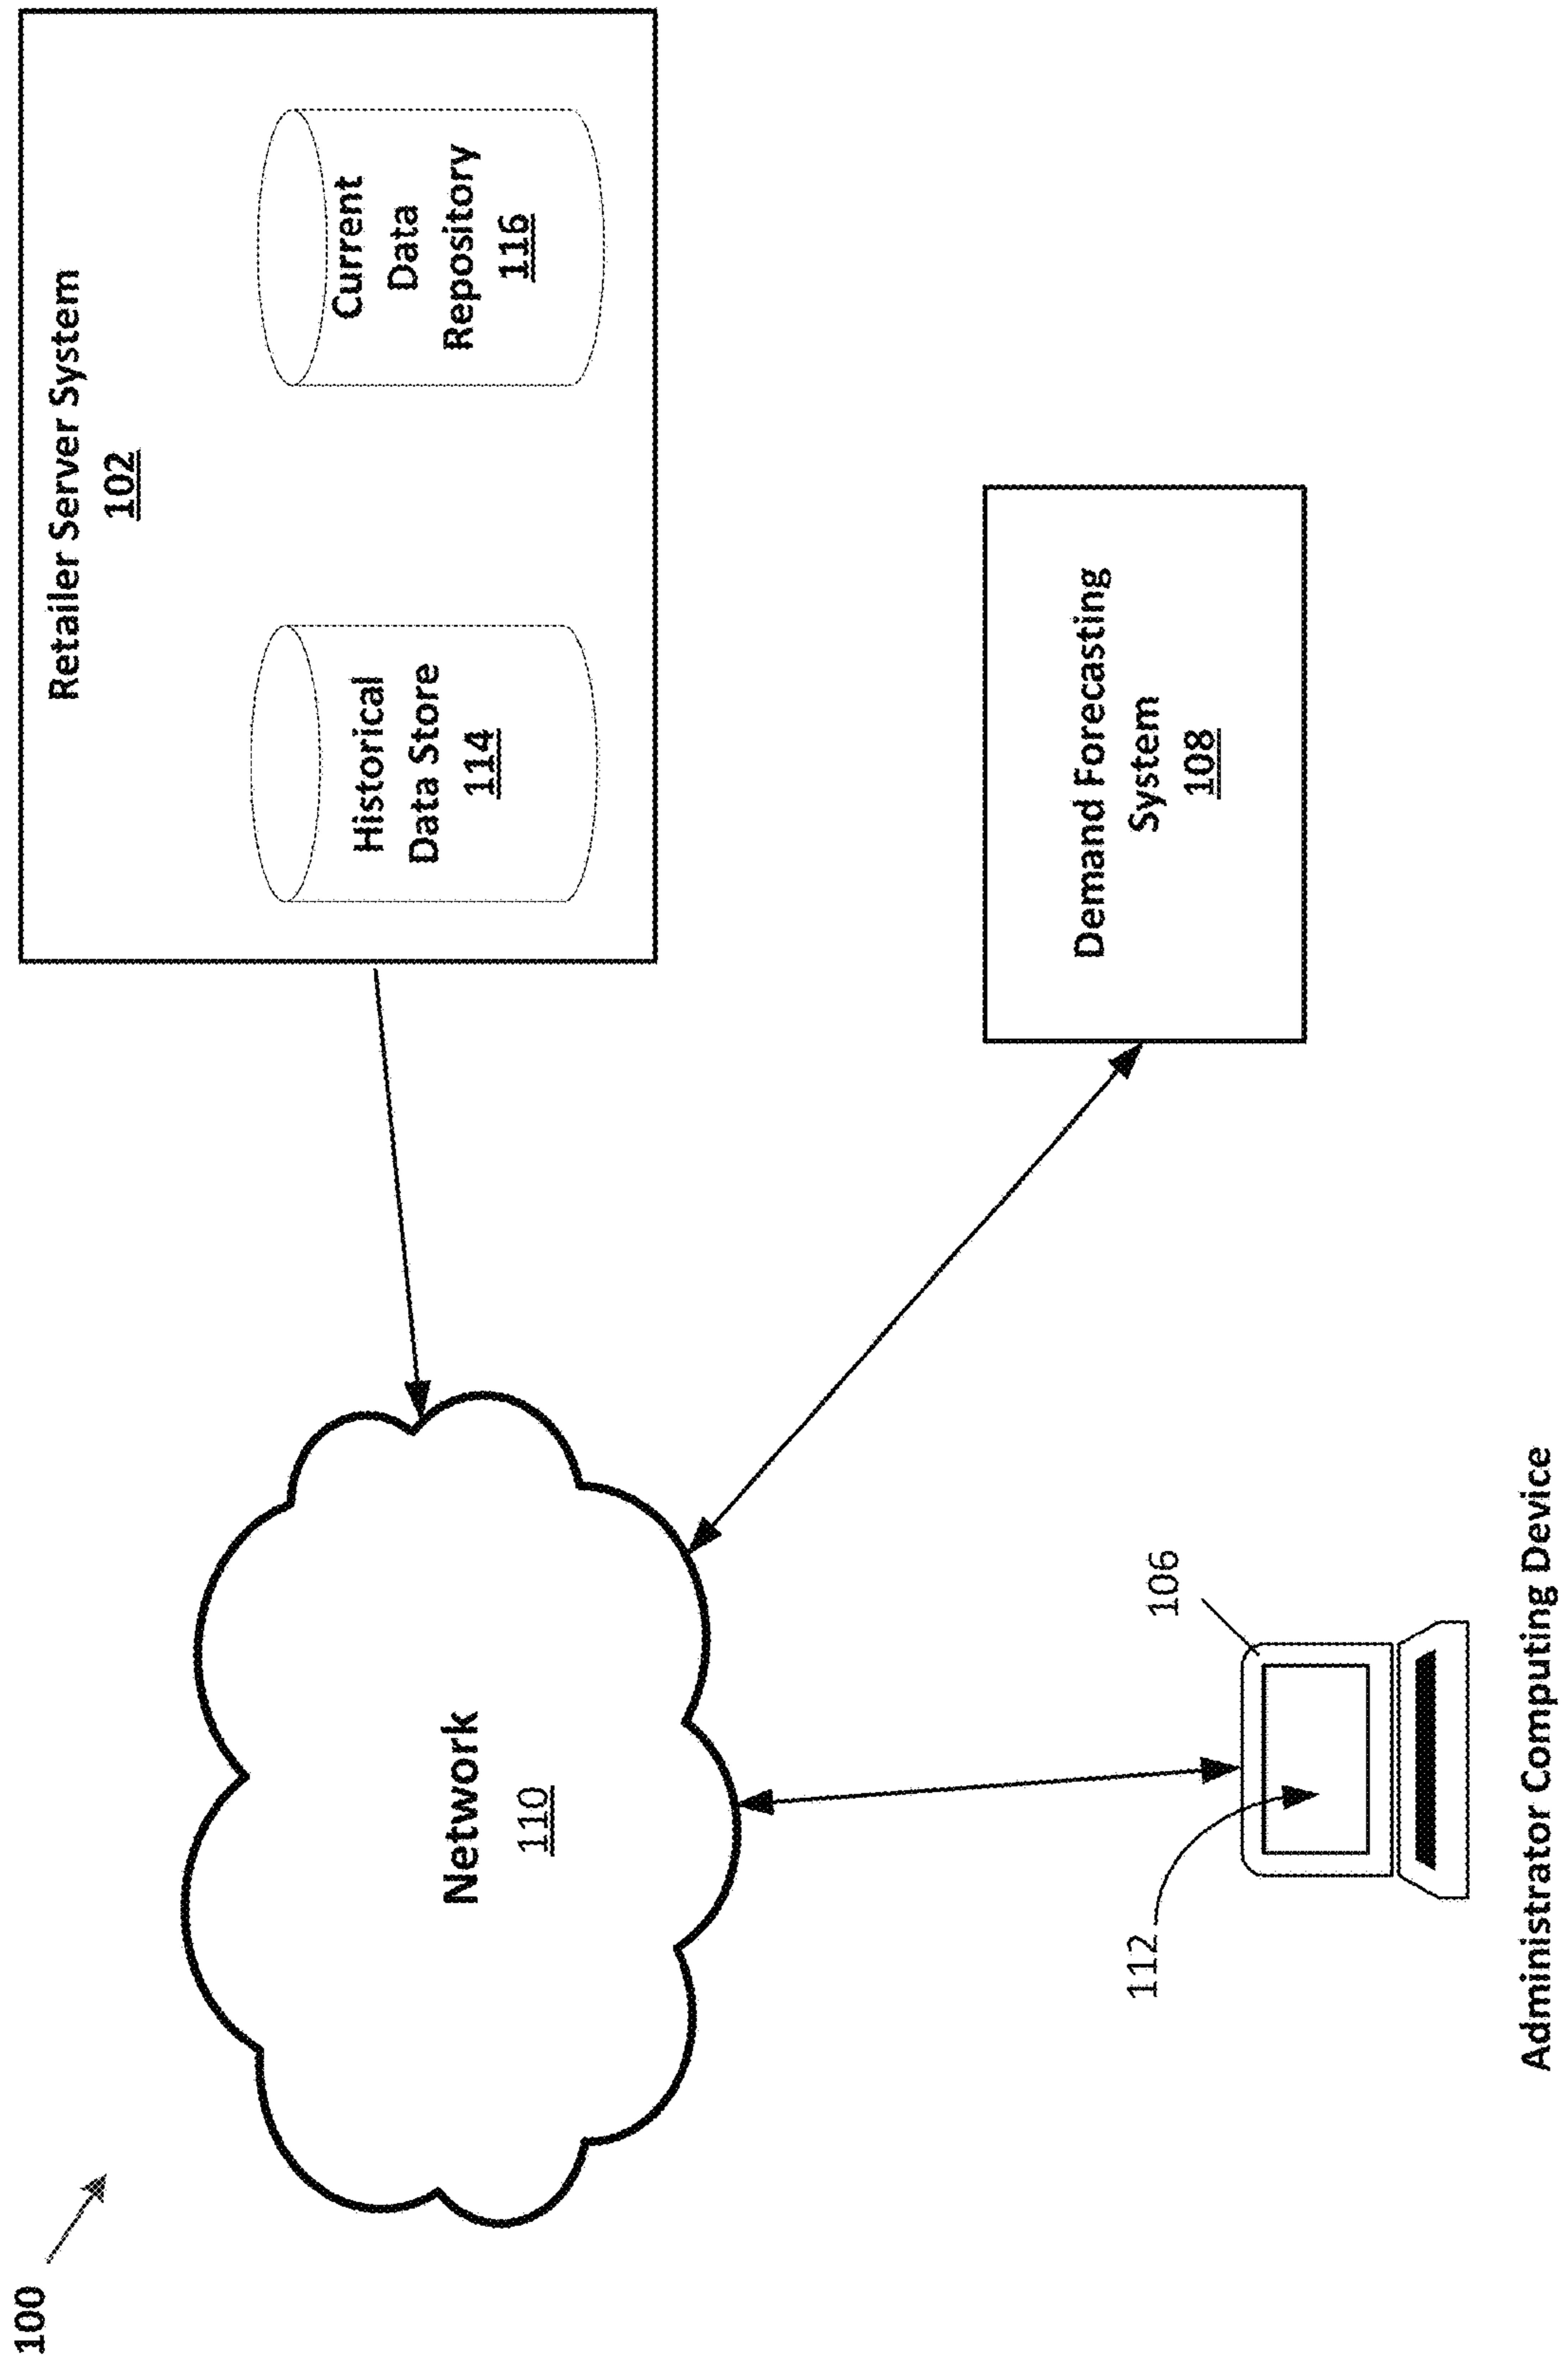 100
Retailer Server System
102
Historical
Data Store
114
Current
Data
Repository
116
Network
110
Demand Forecasting
System
108
112
106
Administrator Computing Device